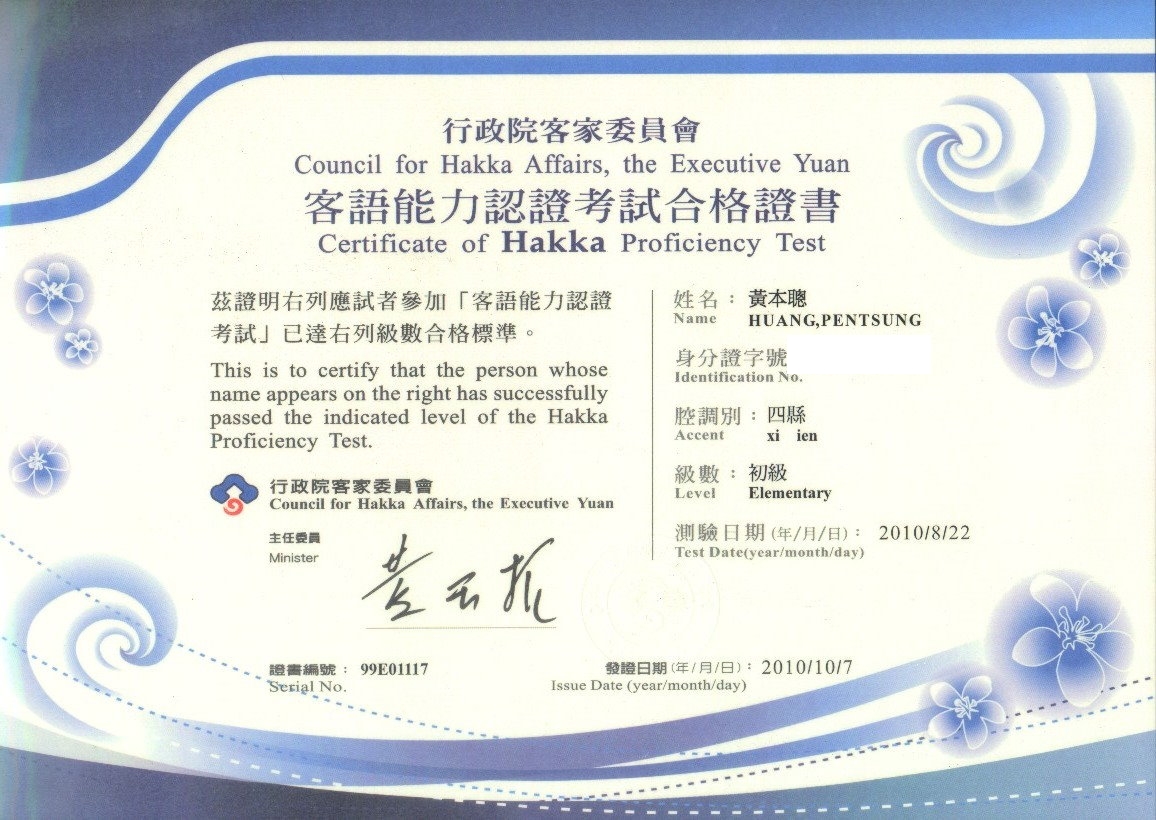 行政院客家委員會
Council for Hakka Affairs, the Executive Yuan
客語能力認證考試合格證書
Certificate of Hakka Proficiency Test
茲證明右列應試者參加「客語能力認證
考試」已達右列級數合格標準。
This is to certify that the person whose
name appears on the right has successfully
passed the indicated level of the Hakka
Proficiency Test.
行政院客家委員會
Council for Hakka Affairs, the Executive Yuan
主任委員
Minister
黃玉振
證書編號： 99E01117
Serial No.
姓名： 黃本聰
Name HUANG,PENTSUNG
身分證字號
Identification No.
腔調別： 四縣
Accent xi ien
級數： 初級
Level Elementary
測驗日期(年/月/日)： 2010/8/22
Test Date(year/month/day)
發證日期(年/月/日)： 2010/10/7
Issue Date (year/month/day)